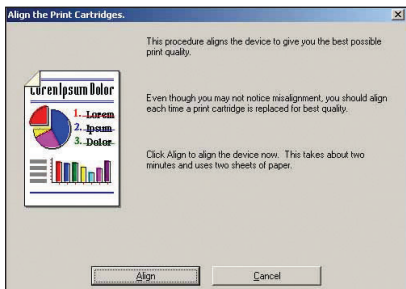 Align the Print Cartridges.
This procedure aligns the device to give you the best possible
print quality.
Lorem Ipsum Dolor
1. Lorem
2. Ipsum
3. Dolor
Even though you may not notice misalignment, you should align
each time a print cartridge is replaced for best quality.
Click Align to align the device now. This takes about two
minutes and uses two sheets of paper.
Align
Cancel